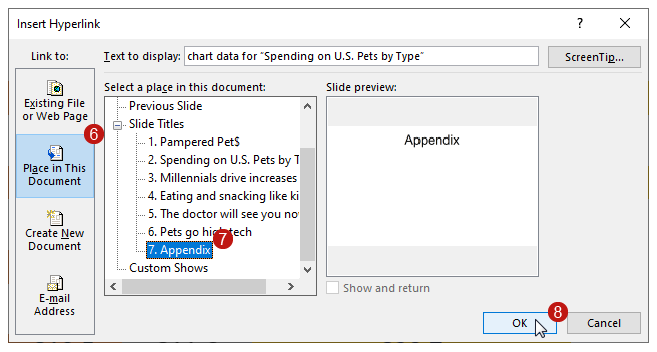 Insert Hyperlink
? ×
Link to:
Text to display: chart data for "Spending on U.S. Pets by Type"
ScreenTip...
Select a place in this document:
Slide preview:
Existing File
or Web Page
6
Place in This
Document
Create New
Document
E-mail
Address
Previous Slide
Slide Titles
1. Pampered Pet$
2. Spending on U.S. Pets by T
3. Millennials drive increases
4. Eating and snacking like ki
5. The doctor will see you nov
6. Pets go high tech
7
7. Appendix
Custom Shows
Appendix
Show and return
8
OK
Cancel